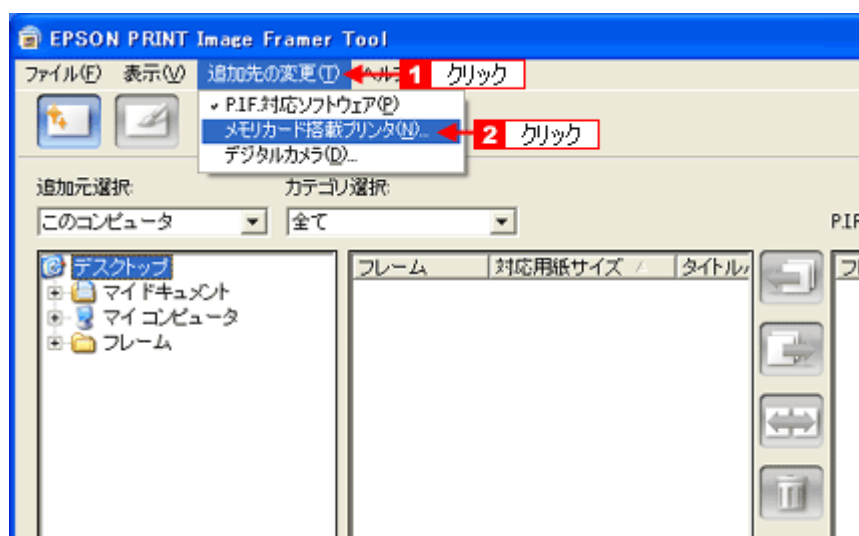 EPSON PRINT Image Framer Tool
ファイル(F) 表示(V) 追加先の変更(T) 1 クリック
✓ P.I.F.対応ソフトウェア(P)
メモリカード搭載プリンタ(N)... 2 クリック
デジタルカメラ(D)...
追加元選択: カテゴリ選択:
このコンピュータ 全て P.I.F
デスクトップ フレーム 対応用紙サイズ タイトル
マイ ドキュメント
マイ コンピュータ
フレーム